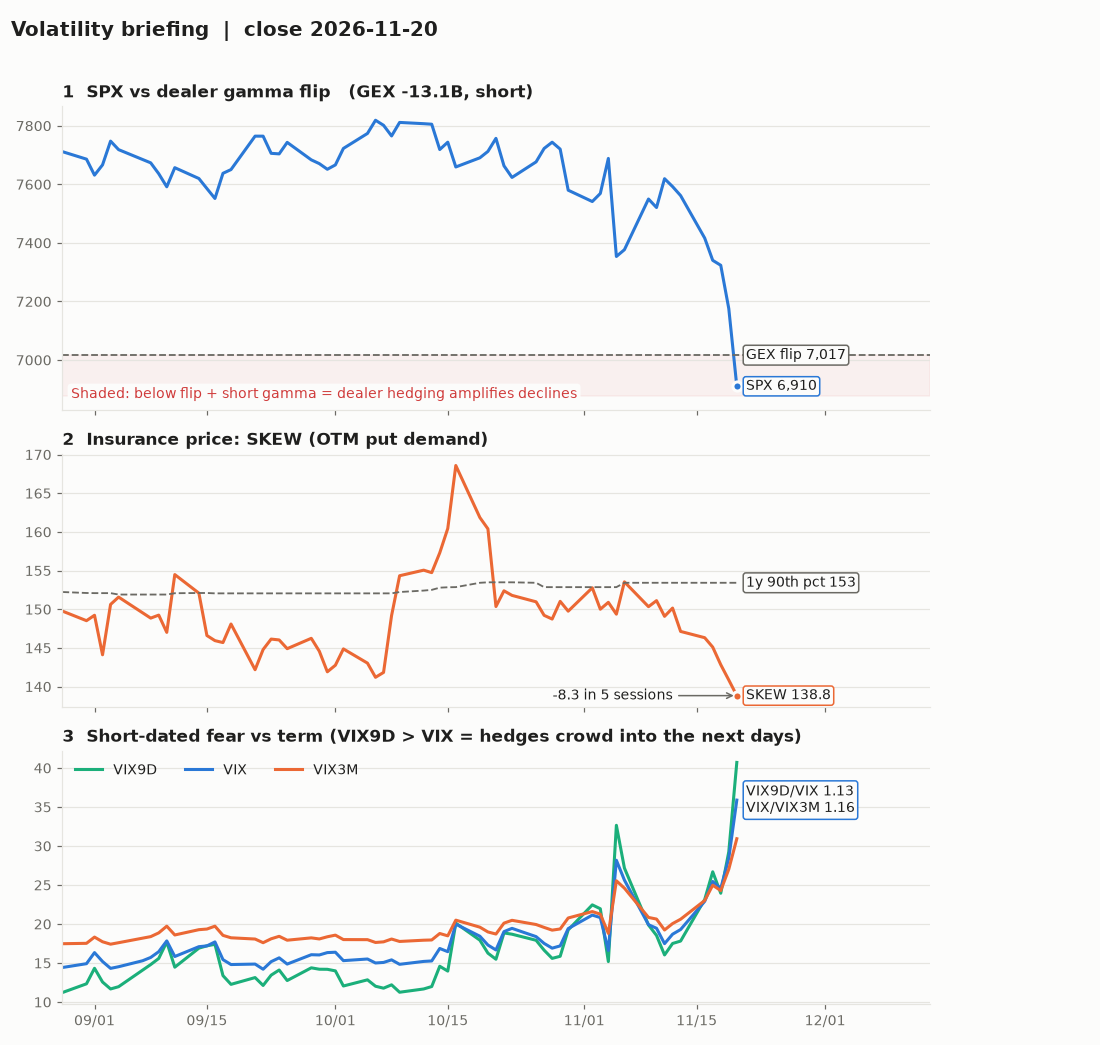 Volatility briefing | close 2026-11-20
1 SPX vs dealer gamma flip (GEX -13.1B, short)
7800
7600
7400
7200
7000
GEX flip 7,017
SPX 6,910
Shaded: below flip + short gamma = dealer hedging amplifies declines
2 Insurance price: SKEW (OTM put demand)
170
165
160
155
150
145
140
1y 90th pct 153
-8.3 in 5 sessions
SKEW 138.8
3 Short-dated fear vs term (VIX9D > VIX = hedges crowd into the next days)
VIX9D VIX VIX3M
40
35
30
25
20
15
10
VIX9D/VIX 1.13
VIX/VIX3M 1.16
09/01 09/15 10/01 10/15 11/01 11/15 12/01